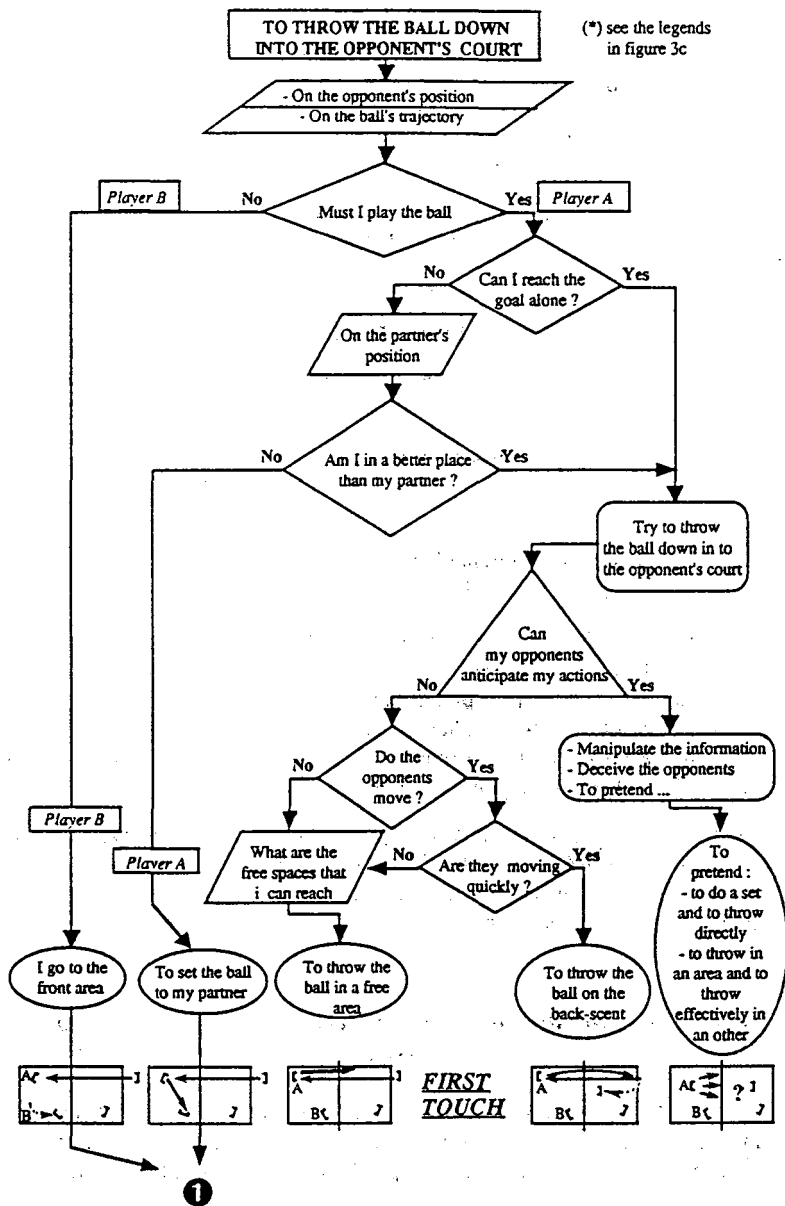 TO THROW THE BALL DOWN
INTO THE OPPONENT'S COURT
(*) see the legends
in figure 3c
- On the opponent's position
- On the ball's trajectory
Player B
No
Must I play the ball
Yes
Player A
No
Can I reach the
goal alone ?
Yes
On the partner's
position
No
Am I in a better place
than my partner ?
Yes
Try to throw
the ball down in to
the opponent's court
Can
my opponents
anticipate my actions
No
Yes
No
Do the
opponents
move ?
Yes
- Manipulate the information
- Deceive the opponents
- To pretend ...
Player B
Player A
What are the
free spaces that
i can reach
No
Are they moving
quickly ?
Yes
To
pretend :
- to do a set
and to throw
directly
- to throw in
an area and to
throw
effectively in
an other
I go to the
front area
To set the ball
to my partner
To throw the
ball in a free
area
To throw the
ball on the
back-scent
A
B
A
B
FIRST
TOUCH
A
B
A
B
?
1